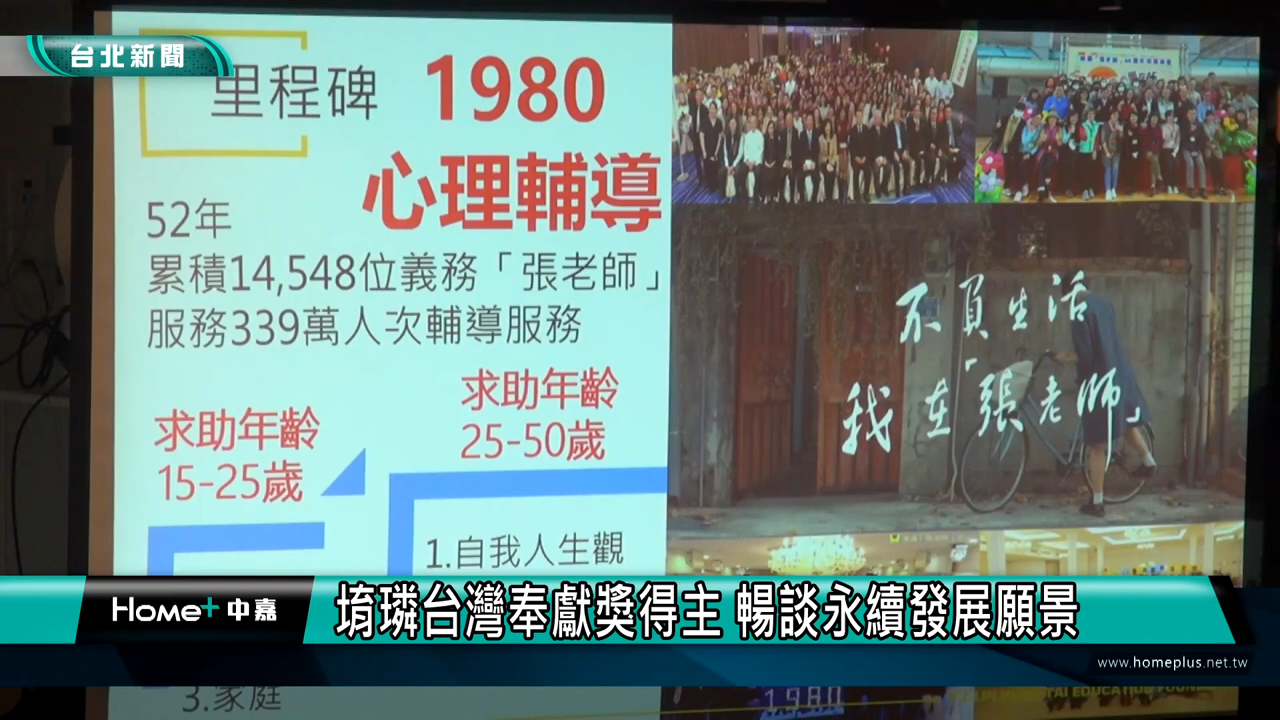 台北新聞
里程碑
1980
心理輔導
52年
累積14,548位義務「張老師」
服務339萬人次輔導服務
求助年齡
15-25歲
求助年齡
25-50歲
1.自我人生觀
3.家庭
不負生活
我在「張老師」
Home+中嘉
堉璘台灣奉獻獎得主 暢談永續發展願景
www.homeplus.net.tw
1980